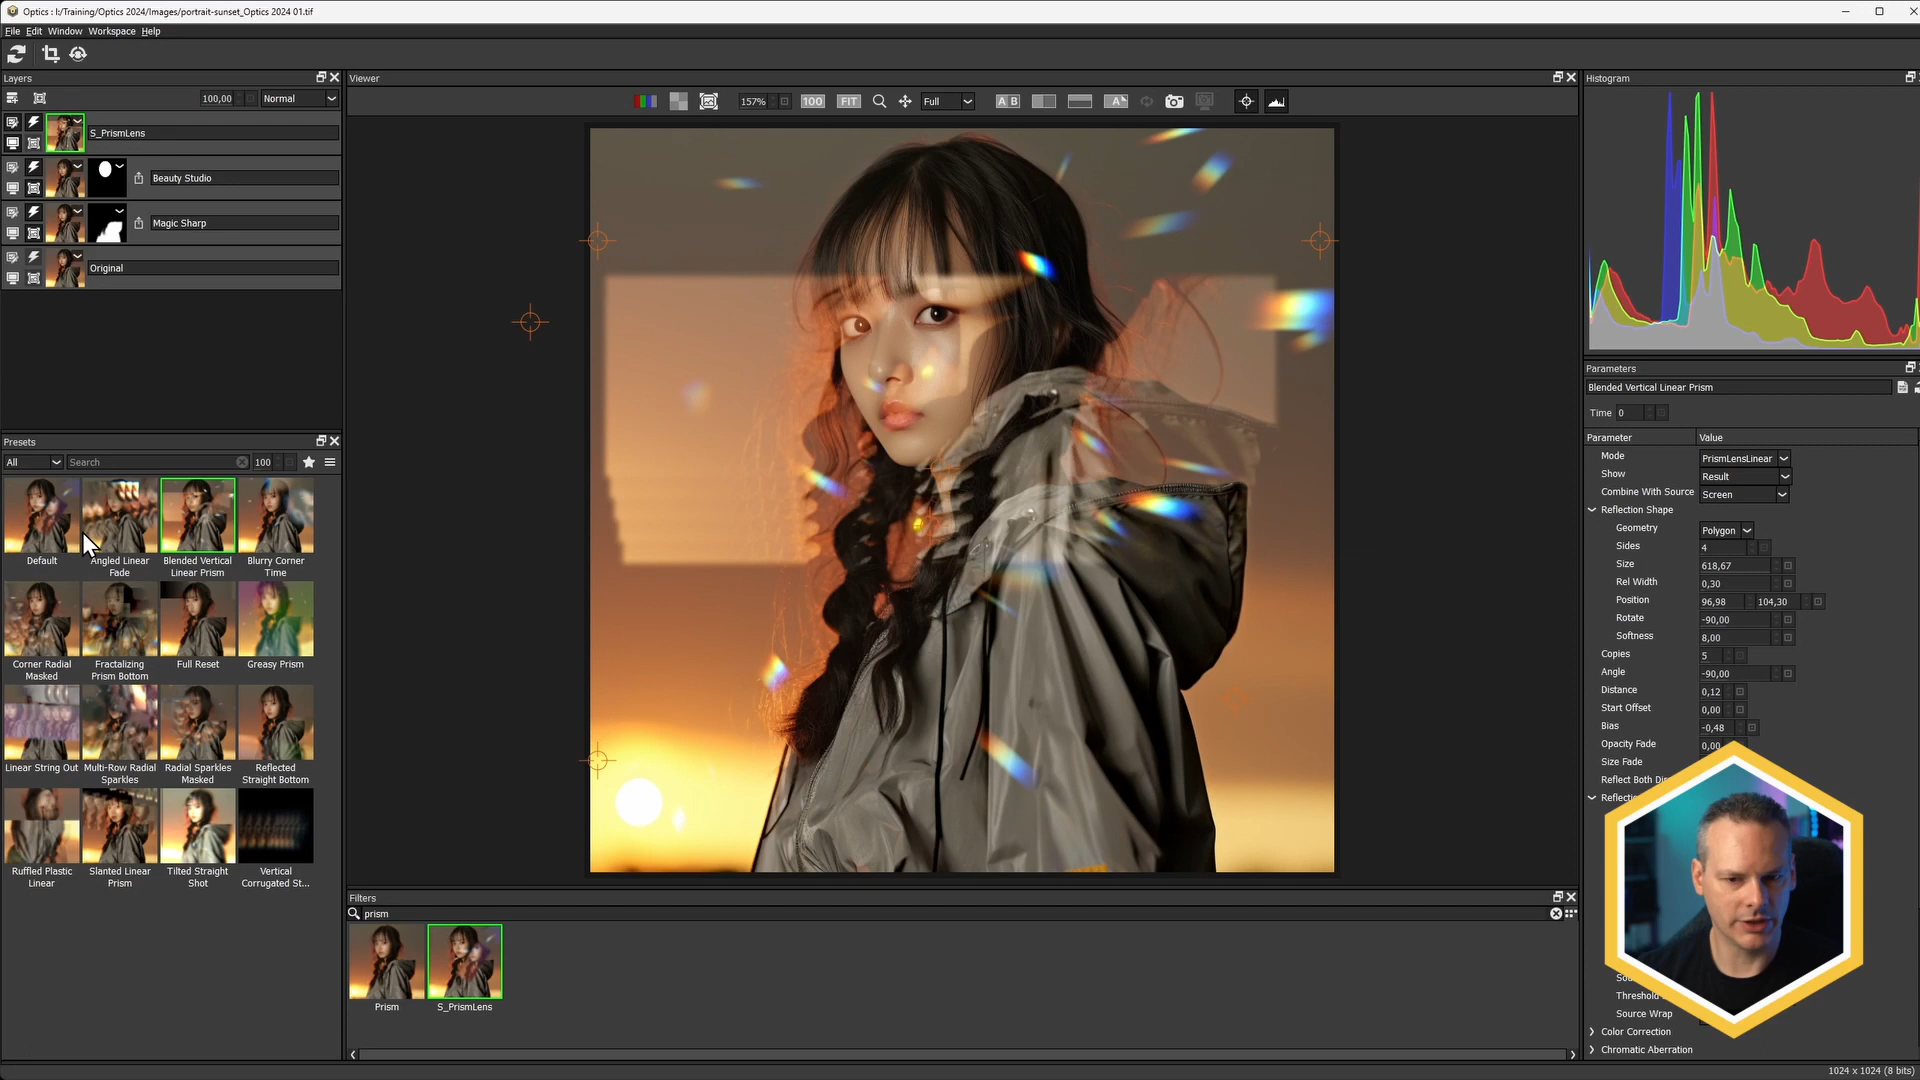 Optics : I:/Training/Optics 2024/Images/portrait-sunset_Optics 2024 01.tif
File Edit Window Workspace Help
Layers
100,00 Normal
S_PrismLens
Beauty Studio
Magic Sharp
Original
Presets
All Search 100
Default
Angled Linear
Fade
Blended Vertical
Linear Prism
Blurry Corner
Time
Corner Radial
Masked
Fractalizing
Prism Bottom
Full Reset
Greasy Prism
Linear String Out
Multi-Row Radial
Sparkles
Radial Sparkles
Masked
Reflected
Straight Bottom
Ruffled Plastic
Linear
Slanted Linear
Prism
Tilted Straight
Shot
Vertical
Corrugated St...
Viewer
157% 100 FIT Full A B A
Filters
prism
Prism
S_PrismLens
Histogram
Parameters
Blended Vertical Linear Prism
Time 0
Parameter Value
Mode PrismLensLinear
Show Result
Combine With Source Screen
Reflection Shape
Geometry Polygon
Sides 4
Size 618,67
Rel Width 0,30
Position 96,98 104,30
Rotate -90,00
Softness 8,00
Copies 5
Angle -90,00
Distance 0,12
Start Offset 0,00
Bias -0,48
Opacity Fade 0,00
Size Fade
Reflect Both
Threshold
Source Wrap
Color Correction
Chromatic Aberration
1024 x 1024 (8 bits)